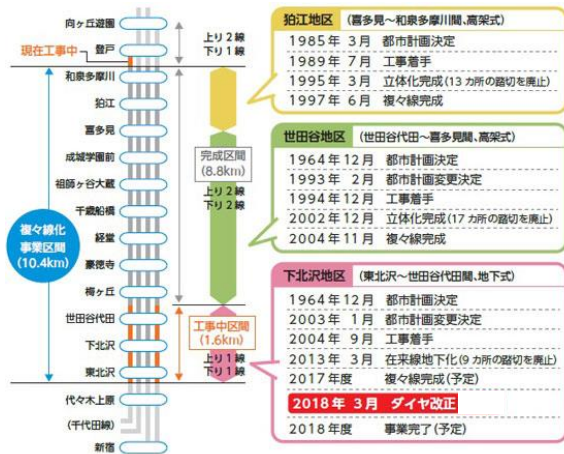 向ヶ丘遊園
登戸
現在工事中
和泉多摩川
狛江
喜多見
成城学園前
祖師ヶ谷大蔵
千歳船橋
経堂
豪徳寺
梅ヶ丘
世田谷代田
下北沢
東北沢
代々木上原
(千代田線)
新宿
複々線化
事業区間
(10.4km)
上り2線
下り1線
完成区間
(8.8km)
上り2線
下り2線
工事中区間
(1.6km)
上り1線
下り1線
狛江地区 (喜多見〜和泉多摩川間、高架式)
1985年 3月 都市計画決定
1989年 7月 工事着手
1995年 3月 立体化完成(13カ所の踏切を廃止)
1997年 6月 複々線完成
世田谷地区 (世田谷代田〜喜多見間、高架式)
1964年12月 都市計画決定
1993年 2月 都市計画変更決定
1994年12月 工事着手
2002年12月 立体化完成(17カ所の踏切を廃止)
2004年11月 複々線完成
下北沢地区 (東北沢〜世田谷代田間、地下式)
1964年12月 都市計画決定
2003年 1月 都市計画変更決定
2004年 9月 工事着手
2013年 3月 在来線地下化(9カ所の踏切を廃止)
2017年度 複々線完成(予定)
2018年 3月 ダイヤ改正
2018年度 事業完了(予定)